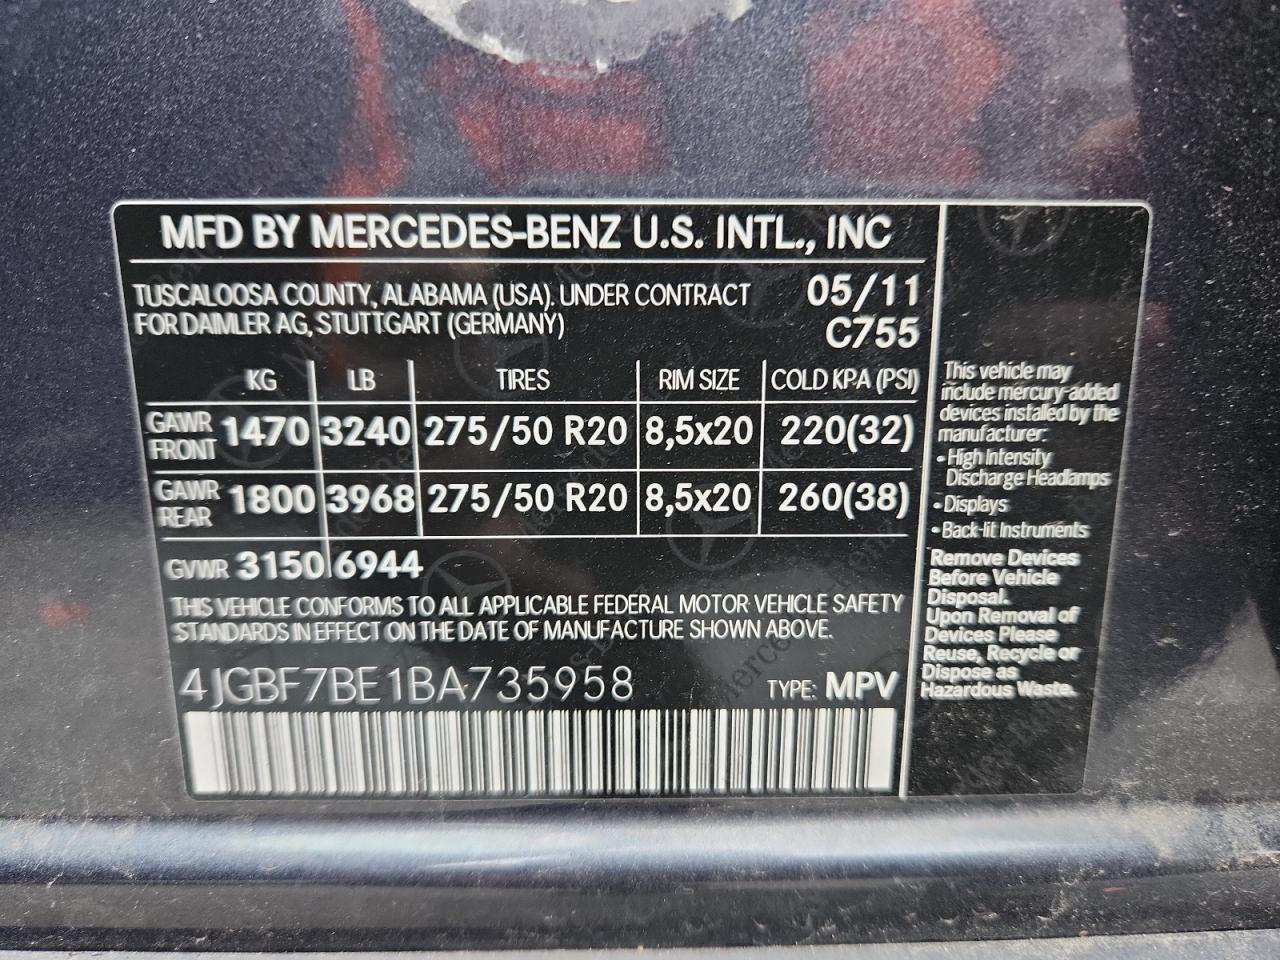 MFD BY MERCEDES-BENZ U.S. INTL., INC
TUSCALOOSA COUNTY, ALABAMA (USA). UNDER CONTRACT
FOR DAIMLER AG, STUTTGART (GERMANY)
05/11
C755
KG LB TIRES RIM SIZE COLD KPA (PSI)
GAWR FRONT 1470 3240 275/50 R20 8,5x20 220(32)
GAWR REAR 1800 3968 275/50 R20 8,5x20 260(38)
GVWR 3150 6944
THIS VEHICLE CONFORMS TO ALL APPLICABLE FEDERAL MOTOR VEHICLE SAFETY
STANDARDS IN EFFECT ON THE DATE OF MANUFACTURE SHOWN ABOVE.
4JGBF7BE1BA735958 TYPE: MPV
This vehicle may
include mercury-added
devices installed by the
manufacturer:
• High Intensity
Discharge Headlamps
• Displays
• Back-lit Instruments
Remove Devices
Before Vehicle
Disposal.
Upon Removal of
Devices Please
Reuse, Recycle or
Dispose as
Hazardous Waste.